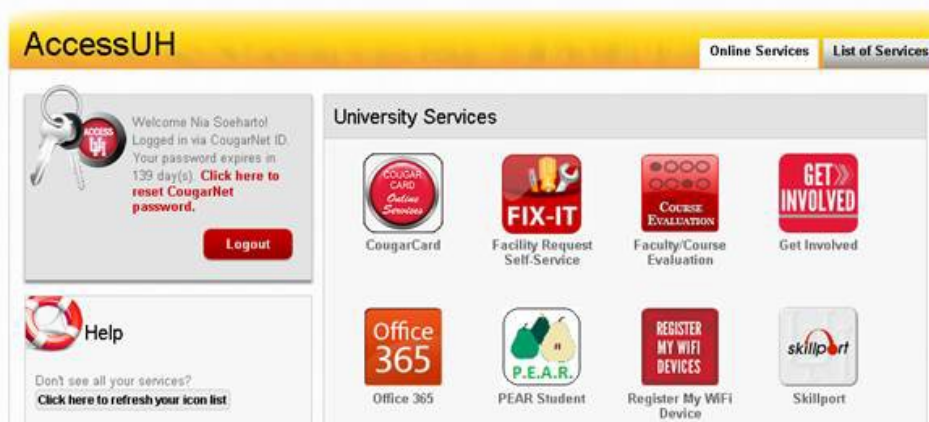 AccessUH
Online Services
List of Services
ACCESS
UH
Welcome Nia Soeharto!
Logged in via CougarNet ID.
Your password expires in
139 day(s). Click here to
reset CougarNet
password.
Logout
Help
Don't see all your services?
Click here to refresh your icon list
University Services
COUGAR
CARD
Online
Services
CougarCard
FIX-IT
Facility Request
Self-Service
COURSE
EVALUATION
Faculty/Course
Evaluation
GET
INVOLVED
Get Involved
Office
365
Office 365
P.E.A.R.
PEAR Student
REGISTER
MY WIFI
DEVICES
Register My WiFi
Device
skillport
Skillport